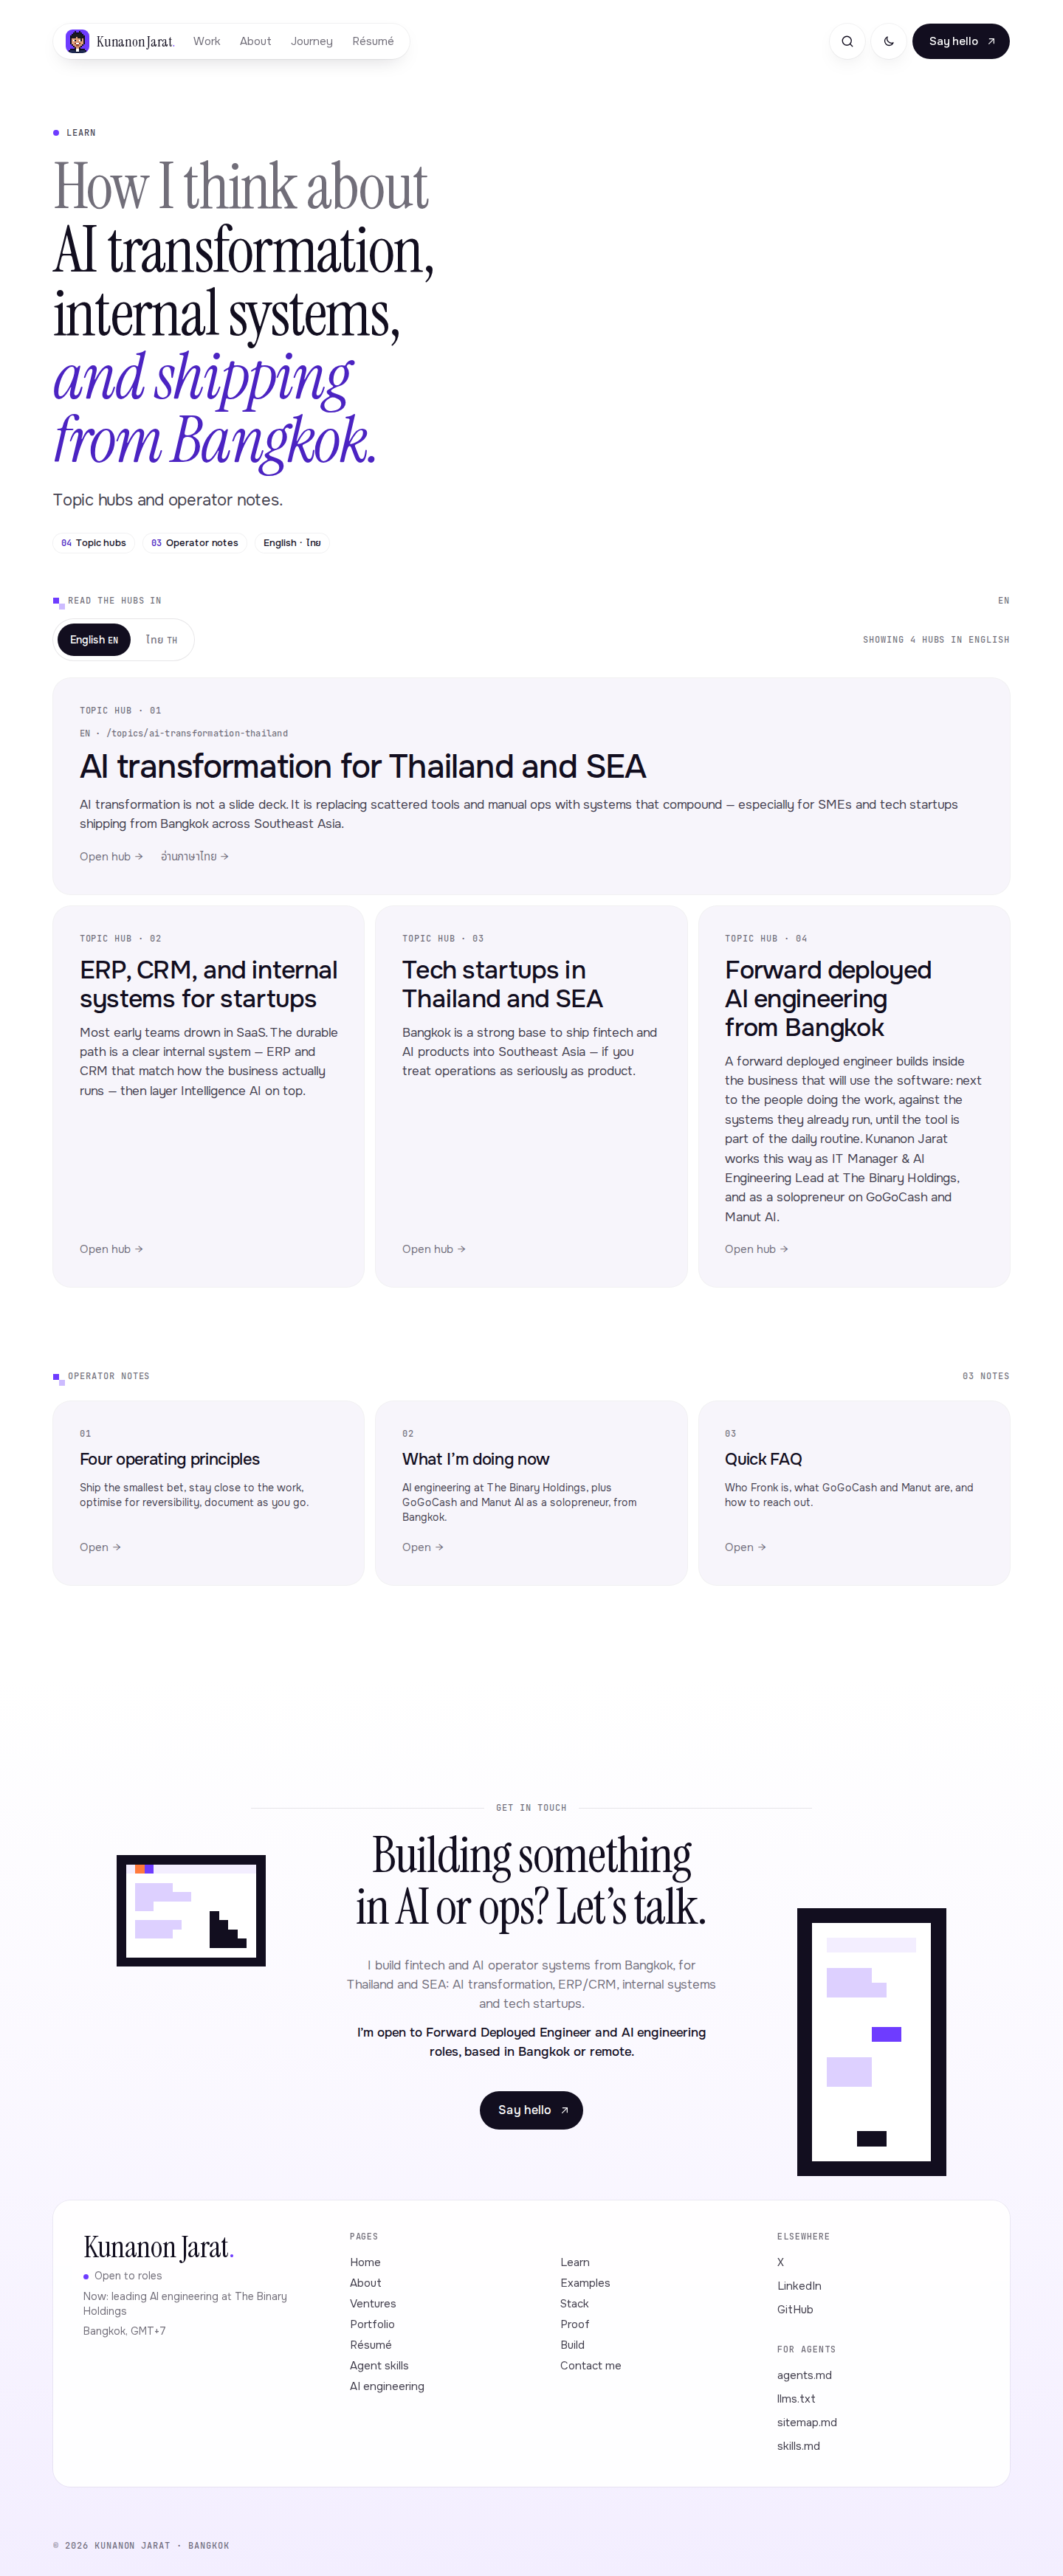 Kunanon Jarat.
Work
About
Journey
Résumé
Say hello
LEARN
How I think about
AI transformation,
internal systems,
and shipping
from Bangkok.
Topic hubs and operator notes.
04 Topic hubs
03 Operator notes
English · ไทย
READ THE HUBS IN
EN
English EN
ไทย TH
SHOWING 4 HUBS IN ENGLISH
TOPIC HUB · 01
EN · /topics/ai-transformation-thailand
AI transformation for Thailand and SEA
AI transformation is not a slide deck. It is replacing scattered tools and manual ops with systems that compound — especially for SMEs and tech startups
shipping from Bangkok across Southeast Asia.
Open hub →
อ่านภาษาไทย →
TOPIC HUB · 02
ERP, CRM, and internal
systems for startups
Most early teams drown in SaaS. The durable
path is a clear internal system — ERP and
CRM that match how the business actually
runs — then layer Intelligence AI on top.
Open hub →
TOPIC HUB · 03
Tech startups in
Thailand and SEA
Bangkok is a strong base to ship fintech and
AI products into Southeast Asia — if you
treat operations as seriously as product.
Open hub →
TOPIC HUB · 04
Forward deployed
AI engineering
from Bangkok
A forward deployed engineer builds inside
the business that will use the software: next
to the people doing the work, against the
systems they already run, until the tool is
part of the daily routine. Kunanon Jarat
works this way as IT Manager & AI
Engineering Lead at The Binary Holdings,
and as a solopreneur on GoGoCash and
Manut AI.
Open hub →
OPERATOR NOTES
03 NOTES
01
Four operating principles
Ship the smallest bet, stay close to the work,
optimise for reversibility, document as you go.
Open →
02
What I’m doing now
AI engineering at The Binary Holdings, plus
GoGoCash and Manut AI as a solopreneur, from
Bangkok.
Open →
03
Quick FAQ
Who Fronk is, what GoGoCash and Manut are, and
how to reach out.
Open →
GET IN TOUCH
Building something
in AI or ops? Let’s talk.
I build fintech and AI operator systems from Bangkok, for
Thailand and SEA: AI transformation, ERP/CRM, internal systems
and tech startups.
I’m open to Forward Deployed Engineer and AI engineering
roles, based in Bangkok or remote.
Say hello
Kunanon Jarat.
Open to roles
Now: leading AI engineering at The Binary
Holdings
Bangkok, GMT+7
PAGES
Home
About
Ventures
Portfolio
Résumé
Agent skills
AI engineering
Learn
Examples
Stack
Proof
Build
Contact me
ELSEWHERE
X
LinkedIn
GitHub
FOR AGENTS
agents.md
llms.txt
sitemap.md
skills.md
© 2026 KUNANON JARAT · BANGKOK